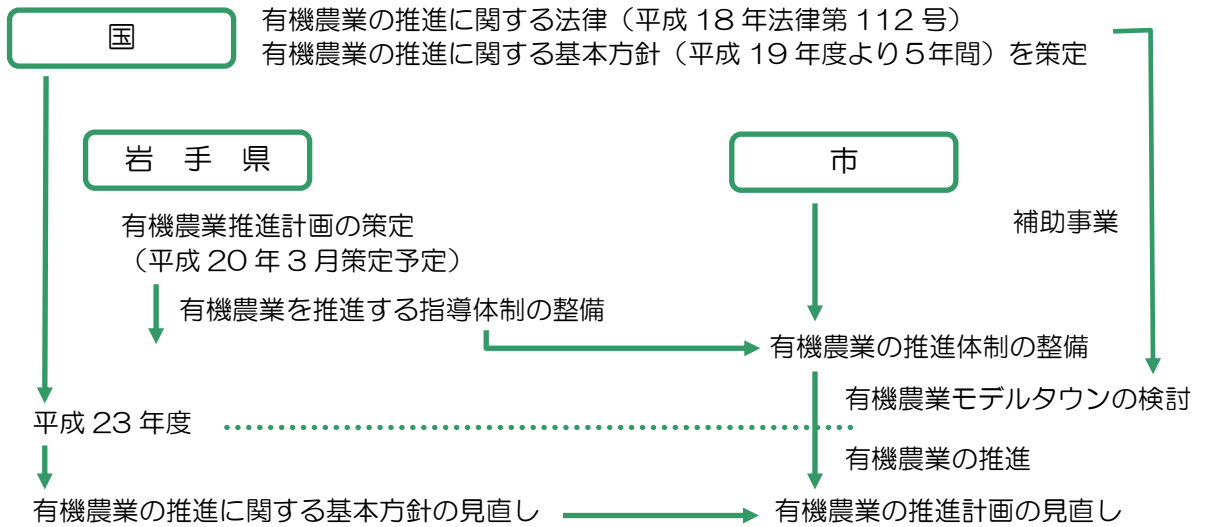 国
有機農業の推進に関する法律（平成 18 年法律第 112 号）
有機農業の推進に関する基本方針（平成 19 年度より５年間）を策定
岩 手 県
市
有機農業推進計画の策定
（平成 20 年 3 月策定予定）
補助事業
有機農業を推進する指導体制の整備
有機農業の推進体制の整備
有機農業モデルタウンの検討
平成 23 年度
有機農業の推進
有機農業の推進に関する基本方針の見直し
有機農業の推進計画の見直し